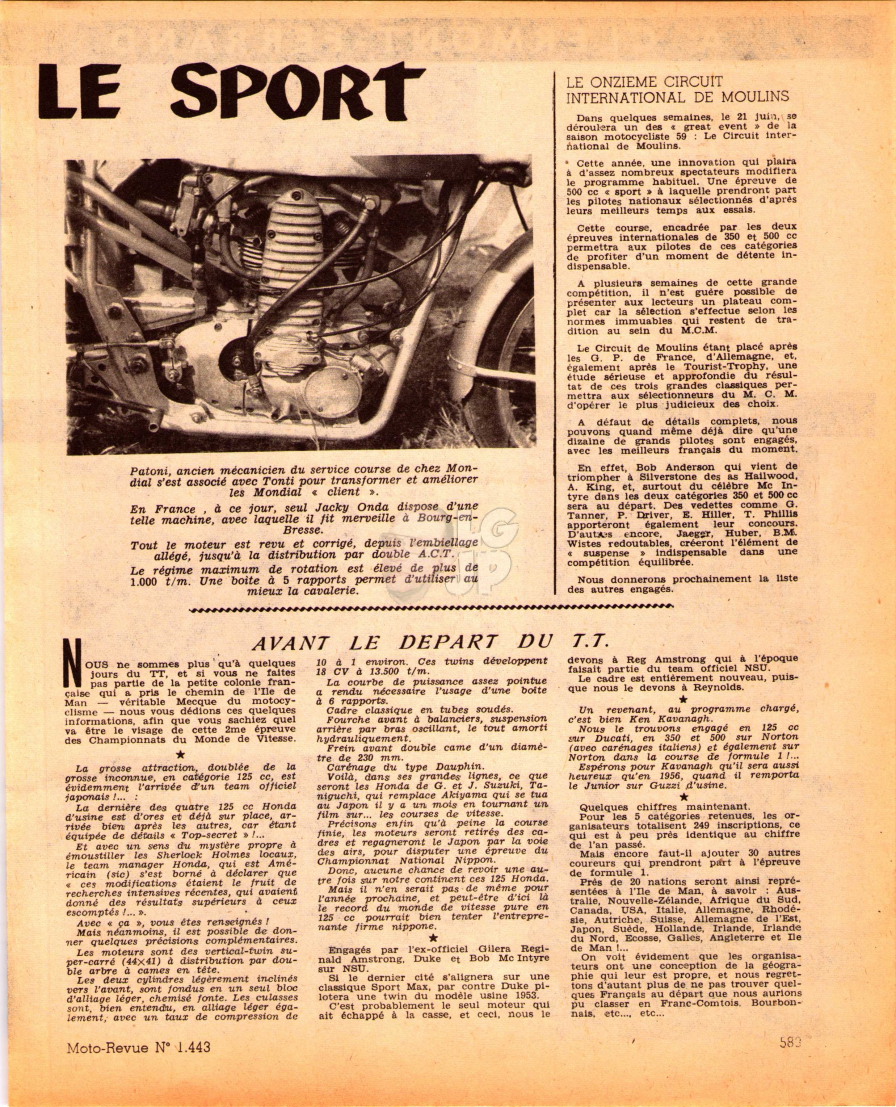 LE SPORT
Patoni, ancien mécanicien du service course de chez Mon-
dial s'est associé avec Tonti pour transformer et améliorer
les Mondial « client ».
En France , à ce jour, seul Jacky Onda dispose d'une
telle machine, avec laquelle il fit merveille à Bourg-en-
Bresse.
Tout le moteur est revu et corrigé, depuis l'embiellage
allégé, jusqu'à la distribution par double A.C.T.
Le régime maximum de rotation est élevé de plus de
1.000 t/m. Une boite à 5 rapports permet d'utiliser au
mieux la cavalerie.
LE ONZIEME CIRCUIT
INTERNATIONAL DE MOULINS
Dans quelques semaines, le 21 juin, se
déroulera un des « great event » de la
saison motocycliste 59 : Le Circuit Inter-
national de Moulins.
Cette année, une innovation qui plaira
à d'assez nombreux spectateurs modifiera
le programme habituel. Une épreuve de
500 cc « sport » à laquelle prendront part
les pilotes nationaux sélectionnés d'après
leurs meilleurs temps aux essais.
Cette course, encadrée par les deux
épreuves internationales de 350 et 500 cc
permettra aux pilotes de ces catégories
de profiter d'un moment de détente in-
dispensable.
A plusieurs semaines de cette grande
compétition, il n'est guère possible de
présenter aux lecteurs un plateau com-
plet car la sélection s'effectue selon les
normes immuables qui restent de tra-
dition au sein du M.C.M.
Le Circuit de Moulins étant placé après
les G. P. de France, d'Allemagne, et,
également après le Tourist-Trophy, une
étude sérieuse et approfondie du résul-
tat de ces trois grandes classiques per-
mettra aux sélectionneurs du M. C. M.
d'opérer le plus judicieux des choix.
A défaut de détails complets, nous
pouvons quand même déjà dire qu'une
dizaine de grands pilotes sont engagés,
avec les meilleurs français du moment.
En effet, Bob Anderson qui vient de
triompher à Silverstone des as Hailwood,
A. King, et, surtout du célèbre Mc In-
tyre dans les deux catégories 350 et 500 cc
sera au départ. Des vedettes comme G.
Tanner, P. Driver, E. Hiller, T. Phillis
apporteront également leur concours.
D'autres encore, Jaeger, Huber, B.M.
Wistes redoutables, créeront l'élément de
« suspense » indispensable dans une
compétition équilibrée.
Nous donnerons prochainement la liste
des autres engagés.
AVANT LE DEPART DU T.T.
NOUS ne sommes plus qu'à quelques
jours du TT, et si vous ne faites
pas partie de la petite colonie fran-
çaise qui a pris le chemin de l'Ile de
Man — véritable Mecque du motocy-
clisme — nous vous dédions ces quelques
informations, afin que vous sachiez quel
va être le visage de cette 2me épreuve
des Championnats du Monde de Vitesse.
★
La grosse attraction, doublée de la
grosse inconnue, en catégorie 125 cc, est
évidemment l'arrivée d'un team officiel
japonais !... :
La dernière des quatre 125 cc Honda
d'usine est d'ores et déjà sur place, ar-
rivée bien après les autres, car étant
équipée de détails « Top-secret » !...
Et avec un sens du mystère propre à
émoustiller les Sherlock Holmes locaux,
le team manager Honda, qui est Amé-
ricain (sic) s'est borné à déclarer que
« ces modifications étaient le fruit de
recherches intensives récentes, qui avaient
donné des résultats supérieurs à ceux
escomptés !... ».
Avec « ça », vous êtes renseignés !
Mais néanmoins, il est possible de don-
ner quelques précisions complémentaires.
Les moteurs sont des vertical-tuin su-
per-carré (44×41) à distribution par dou-
ble arbre à cames en tête.
Les deux cylindres légèrement inclinés
vers l'avant, sont fondus en un seul bloc
d'alliage léger, chemisé fonte. Les culasses
sont, bien entendu, en alliage léger éga-
lement, avec un taux de compression de
10 à 1 environ. Ces twins développent
18 CV à 13.500 t/m.
La courbe de puissance assez pointue
a rendu nécessaire l'usage d'une boîte
à 6 rapports.
Cadre classique en tubes soudés.
Fourche avant à balanciers, suspension
arrière par bras oscillant, le tout amorti
hydrauliquement.
Frein avant double came d'un diamè-
tre de 230 mm.
Carénage du type Dauphin.
Voilà, dans ses grandes lignes, ce que
seront les Honda de G. et J. Suzuki, Ta-
niguchi, qui remplace Akiyama qui se tua
au Japon il y a un mois en tournant un
film sur... les courses de vitesse.
Précisons enfin qu'à peine la course
finie, les moteurs seront retirés des ca-
dres et regagneront le Japon par la voie
des airs, pour disputer une épreuve du
Championnat National Nippon.
Donc, aucune chance de revoir une au-
tre fois sur notre continent ces 125 Honda.
Mais il n'en serait pas de même pour
l'année prochaine, et peut-être d'ici là
le record du monde de vitesse pure en
125 cc pourrait bien tenter l'entrepre-
nante firme nippone.
★
Engagés par l'ex-officiel Gilera Regi-
nald Amstrong, Duke et Bob Mc Intyre
sur NSU.
Si le dernier cité s'alignera sur une
classique Sport Max, par contre Duke pi-
lotera une twin du modèle usine 1953.
C'est probablement le seul moteur qui
ait échappé à la casse, et ceci, nous le
devons à Reg Amstrong qui à l'époque
faisait partie du team officiel NSU.
Le cadre est entièrement nouveau, puis-
que nous le devons à Reynolds.
★
Un revenant, au programme chargé,
c'est bien Ken Kavanagh.
Nous le trouvons engagé en 125 cc
sur Ducati, en 350 et 500 sur Norton
(avec carénages italiens) et également sur
Norton dans la course de formule 1 !...
Espérons pour Kavanagh qu'il sera aussi
heureux qu'en 1956, quand il remporta
le Junior sur Guzzi d'usine.
★
Quelques chiffres maintenant.
Pour les 5 catégories retenues, les or-
ganisateurs totalisent 249 inscriptions, ce
qui est à peu près identique au chiffre
de l'an passé.
Mais encore faut-il ajouter 30 autres
coureurs qui prendront part à l'épreuve
de formule 1.
Près de 20 nations seront ainsi repré-
sentées à l'Ile de Man, à savoir : Aus-
tralie, Nouvelle-Zélande, Afrique du Sud,
Canada, USA, Italie, Allemagne, Rhodé-
sie, Autriche, Suisse, Allemagne de l'Est,
Japon, Suède, Hollande, Irlande, Irlande
du Nord, Ecosse, Galles, Angleterre et Ile
de Man !...
On voit évidement que les organisa-
teurs ont une conception de la géogra-
phie qui leur est propre, et nous regret-
tons d'autant plus de ne pas trouver quel-
ques Français au départ que nous aurions
pu classer en Franc-Comtois, Bourbon-
nais, etc..., etc...
Moto-Revue N° 1.443